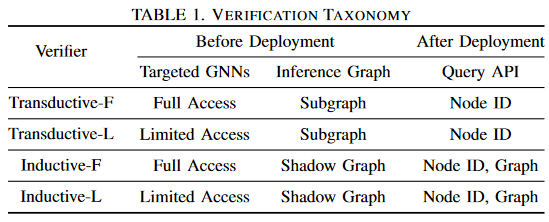 TABLE 1. VERIFICATION TAXONOMY
Verifier Before Deployment After Deployment
Targeted GNNs Inference Graph Query API
Transductive-F Full Access Subgraph Node ID
Transductive-L Limited Access Subgraph Node ID
Inductive-F Full Access Shadow Graph Node ID, Graph
Inductive-L Limited Access Shadow Graph Node ID, Graph